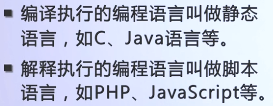 ▪ 编译执行的编程语言叫做静态
语言，如C、Java语言等。
▪ 解释执行的编程语言叫做脚本
语言，如PHP、JavaScript等。